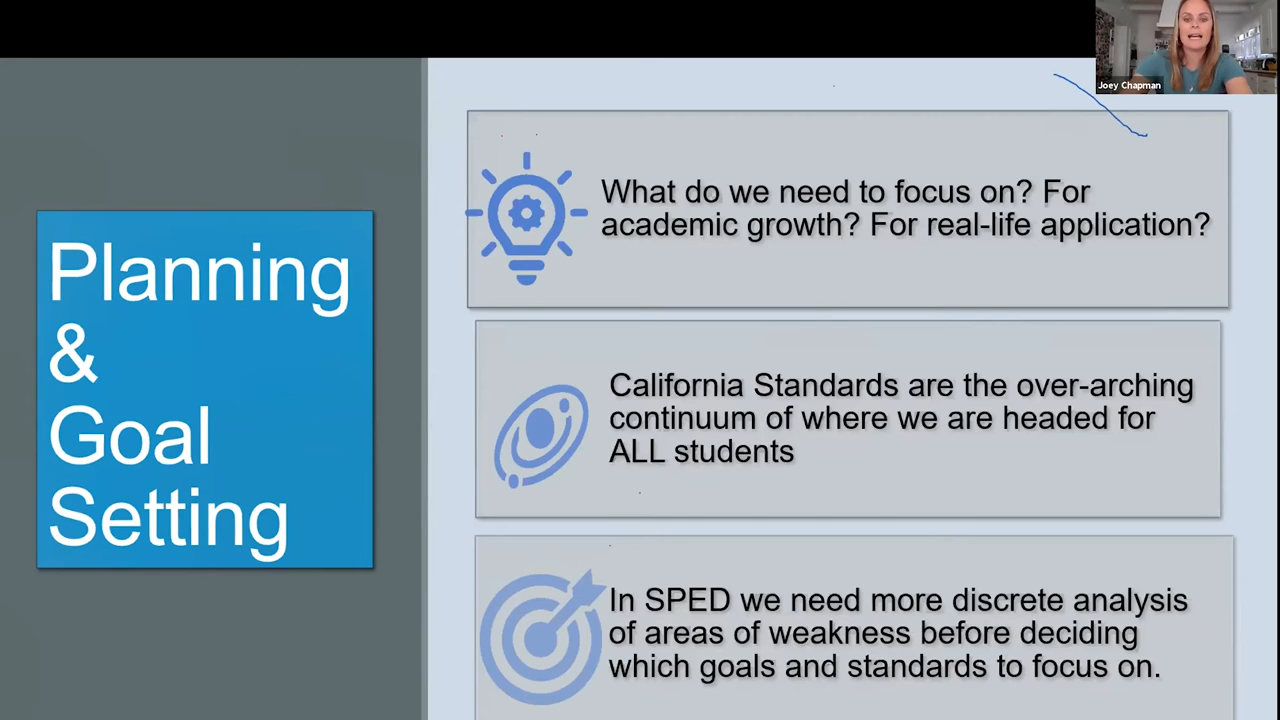 Joey Chapman
Planning
&
Goal
Setting
What do we need to focus on? For
academic growth? For real-life application?
California Standards are the over-arching
continuum of where we are headed for
ALL students
In SPED we need more discrete analysis
of areas of weakness before deciding
which goals and standards to focus on.